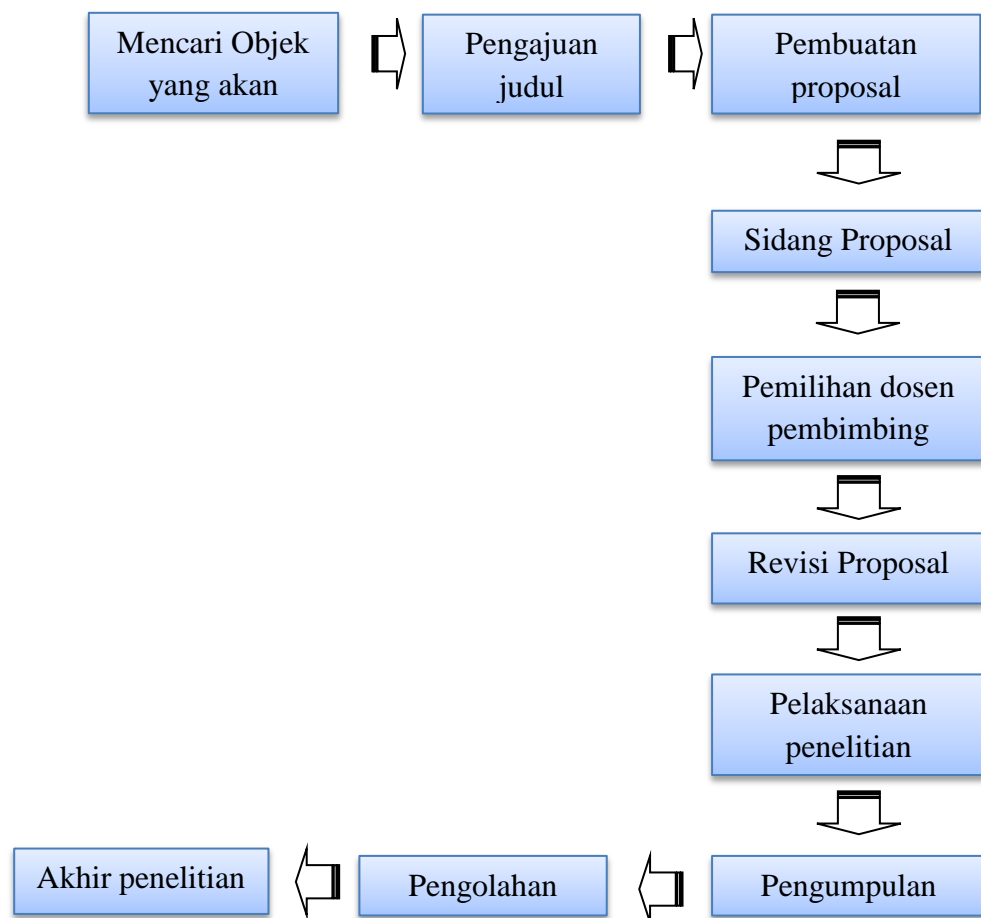 Mencari Objek
yang akan
Pengajuan
judul
Pembuatan
proposal
Sidang Proposal
Pemilihan dosen
pembimbing
Revisi Proposal
Pelaksanaan
penelitian
Pengumpulan
Pengolahan
Akhir penelitian